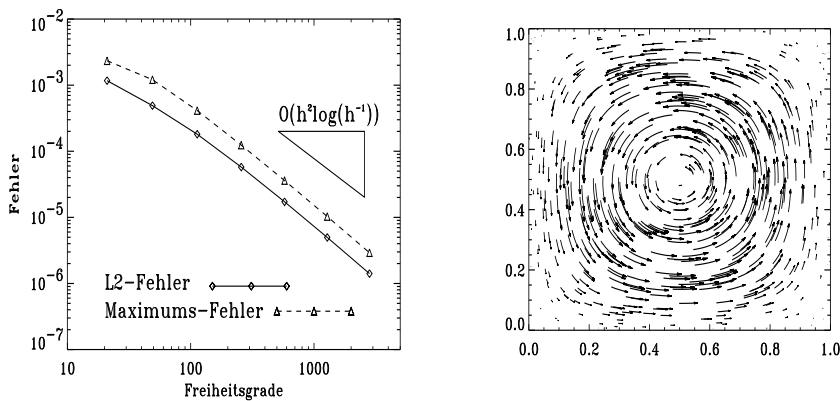 10⁻²
10⁻³
10⁻⁴
10⁻⁵
10⁻⁶
10⁻⁷
Fehler
O(h²log(h⁻¹))
L2-Fehler
Maximums-Fehler
10 100 1000
Freiheitsgrade
1.0
0.8
0.6
0.4
0.2
0.0
0.0 0.2 0.4 0.6 0.8 1.0